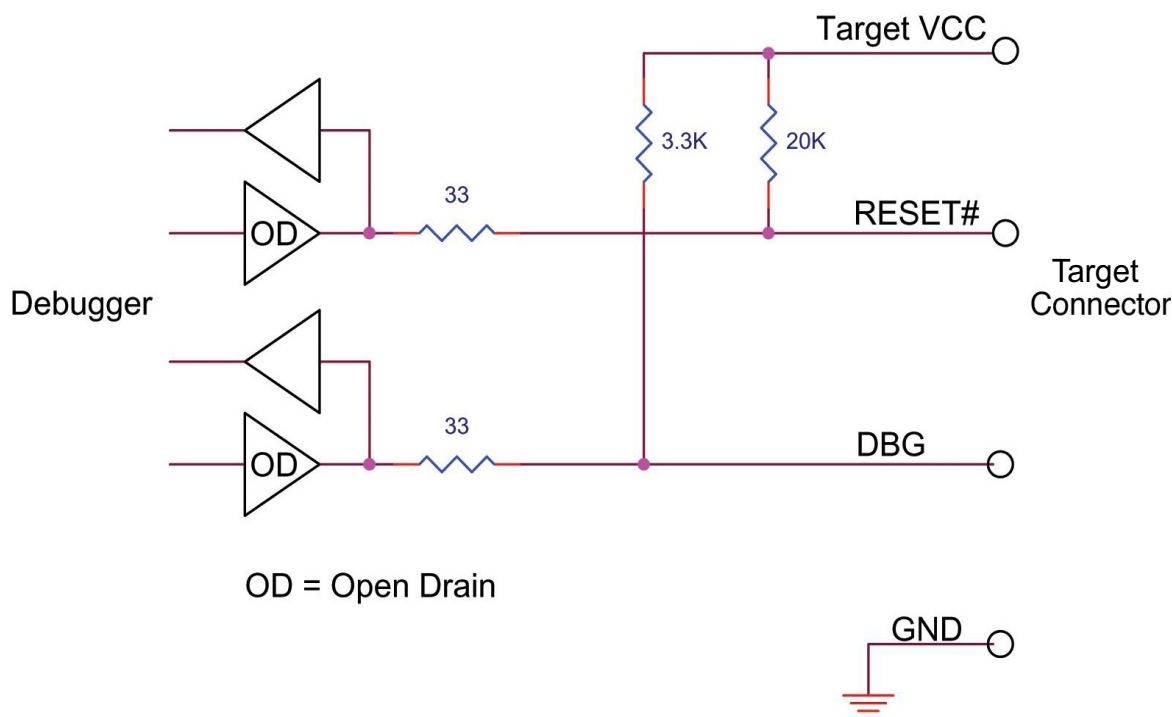 Target VCC
3.3K
20K
33
RESET#
OD
Target
Connector
Debugger
33
DBG
OD
OD = Open Drain
GND